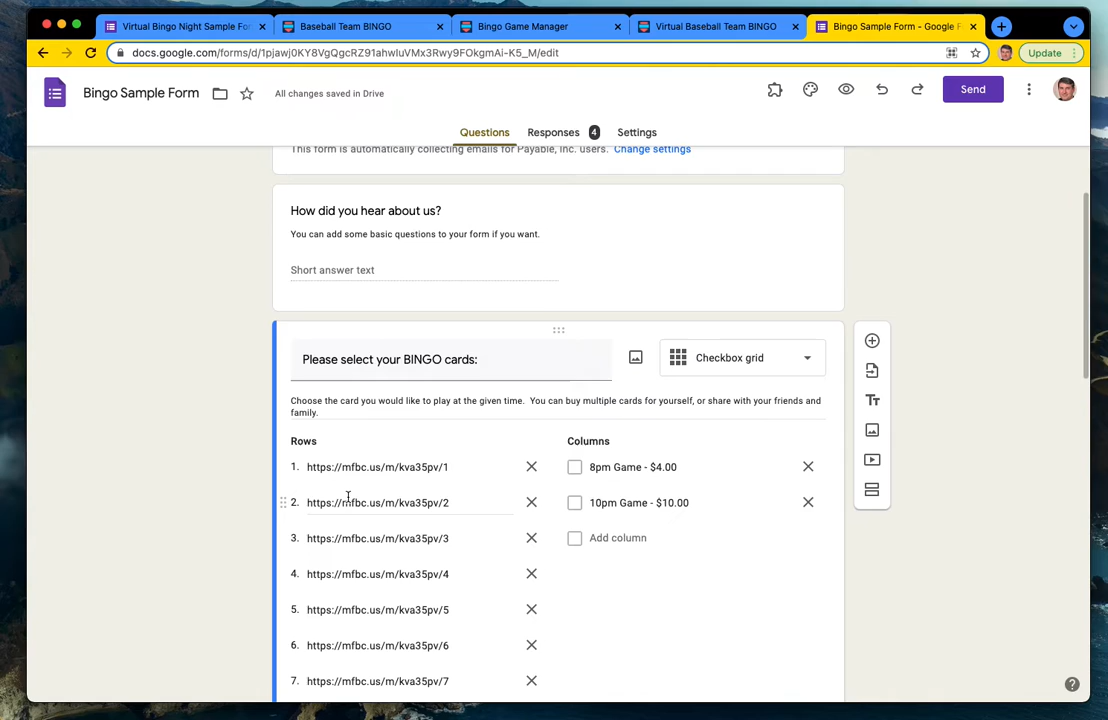 Virtual Bingo Night Sample For
Baseball Team BINGO
Bingo Game Manager
Virtual Baseball Team BINGO
Bingo Sample Form - Google F
docs.google.com/forms/d/1pjawj0KY8VgQgcRZ91ahwIuVMx3Rwy9FOkgmAi-K5_M/edit
Update
Bingo Sample Form
All changes saved in Drive
Send
Questions
Responses 4
Settings
This form is automatically collecting emails for Payable, Inc. users. Change settings
How did you hear about us?
You can add some basic questions to your form if you want.
Short answer text
Please select your BINGO cards:
Checkbox grid
Choose the card you would like to play at the given time. You can buy multiple cards for yourself, or share with your friends and
family.
Rows
Columns
1. https://mfbc.us/m/kva35pv/1
8pm Game - $4.00
2. https://mfbc.us/m/kva35pv/2
10pm Game - $10.00
3. https://mfbc.us/m/kva35pv/3
Add column
4. https://mfbc.us/m/kva35pv/4
5. https://mfbc.us/m/kva35pv/5
6. https://mfbc.us/m/kva35pv/6
7. https://mfbc.us/m/kva35pv/7